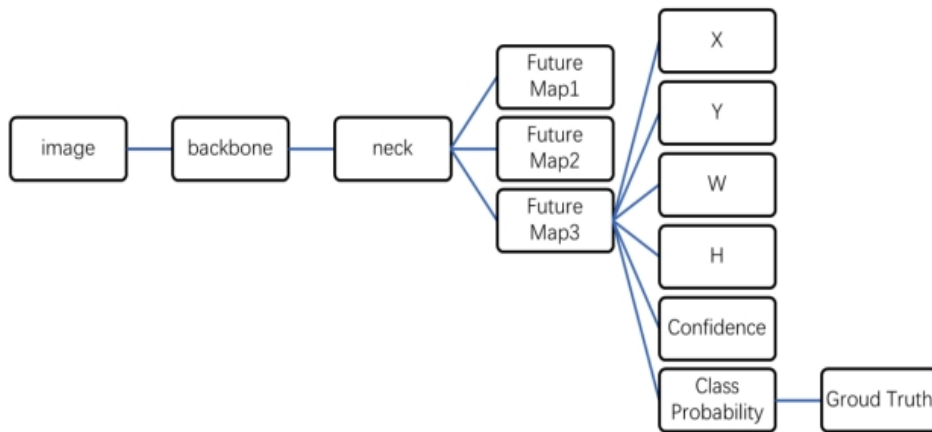 image
backbone
neck
Future
Map1
Future
Map2
Future
Map3
X
Y
W
H
Confidence
Class
Probability
Groud Truth